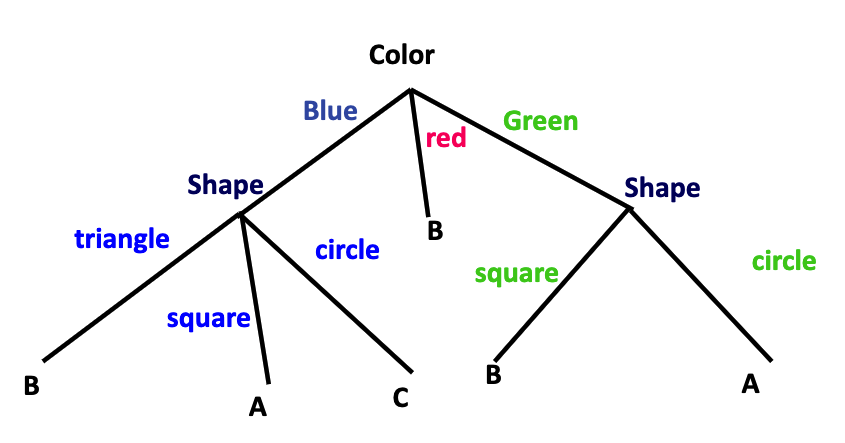 Color
Blue
red
Green
Shape
Shape
triangle
square
circle
B
square
circle
B
A
C
B
A